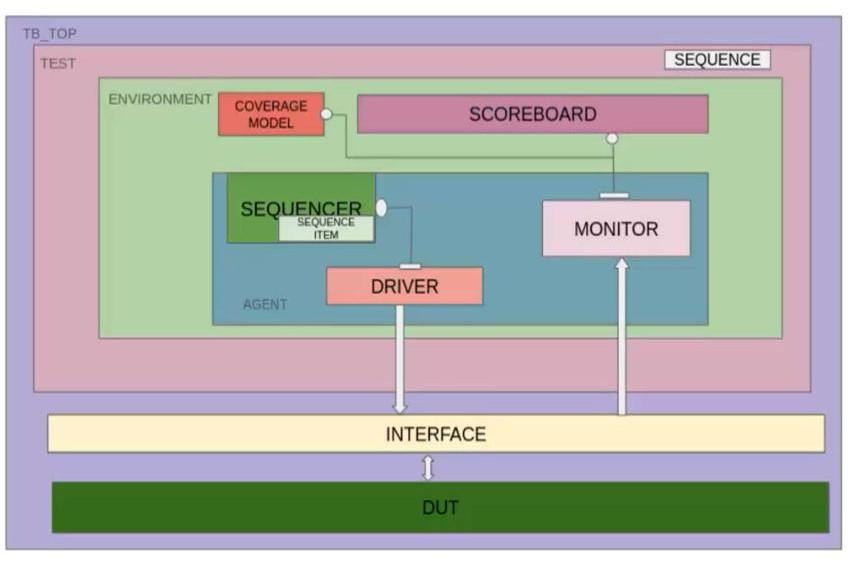 TB_TOP
TEST
SEQUENCE
ENVIRONMENT
COVERAGE
MODEL
SCOREBOARD
SEQUENCER
SEQUENCE
ITEM
MONITOR
DRIVER
AGENT
INTERFACE
DUT